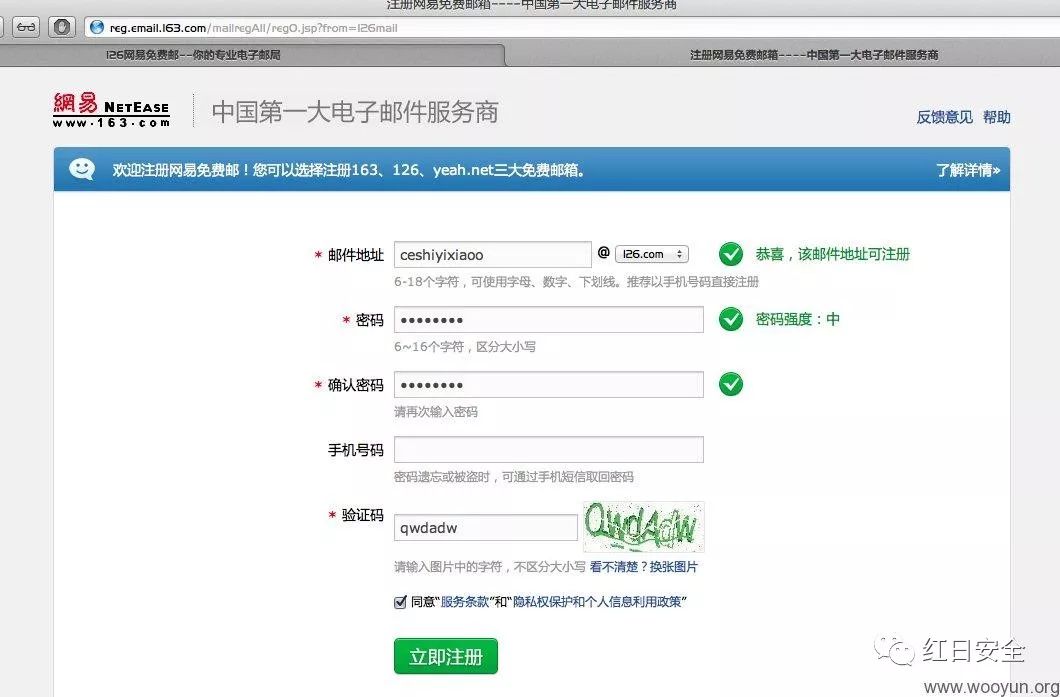 注册网易免费邮箱----中国第一大电子邮件服务商
reg.email.163.com/mailregAll/reg0.jsp?from=126mail
126网易免费邮--你的专业电子邮局
注册网易免费邮箱----中国第一大电子邮件服务商
網易 NETEASE
www.163.com
中国第一大电子邮件服务商
反馈意见 帮助
欢迎注册网易免费邮！您可以选择注册163、126、yeah.net三大免费邮箱。
了解详情»
* 邮件地址 ceshiyixiaoo @ 126.com 恭喜，该邮件地址可注册
6-18个字符，可使用字母、数字、下划线。推荐以手机号码直接注册
* 密码 •••••••• 密码强度：中
6~16个字符，区分大小写
* 确认密码 ••••••••
请再次输入密码
手机号码
密码遗忘或被盗时，可通过手机短信取回密码
* 验证码 qwdadw QwdAdW
请输入图片中的字符，不区分大小写 看不清楚？换张图片
同意“服务条款”和“隐私权保护和个人信息利用政策”
立即注册
红日安全
www.wooyun.org